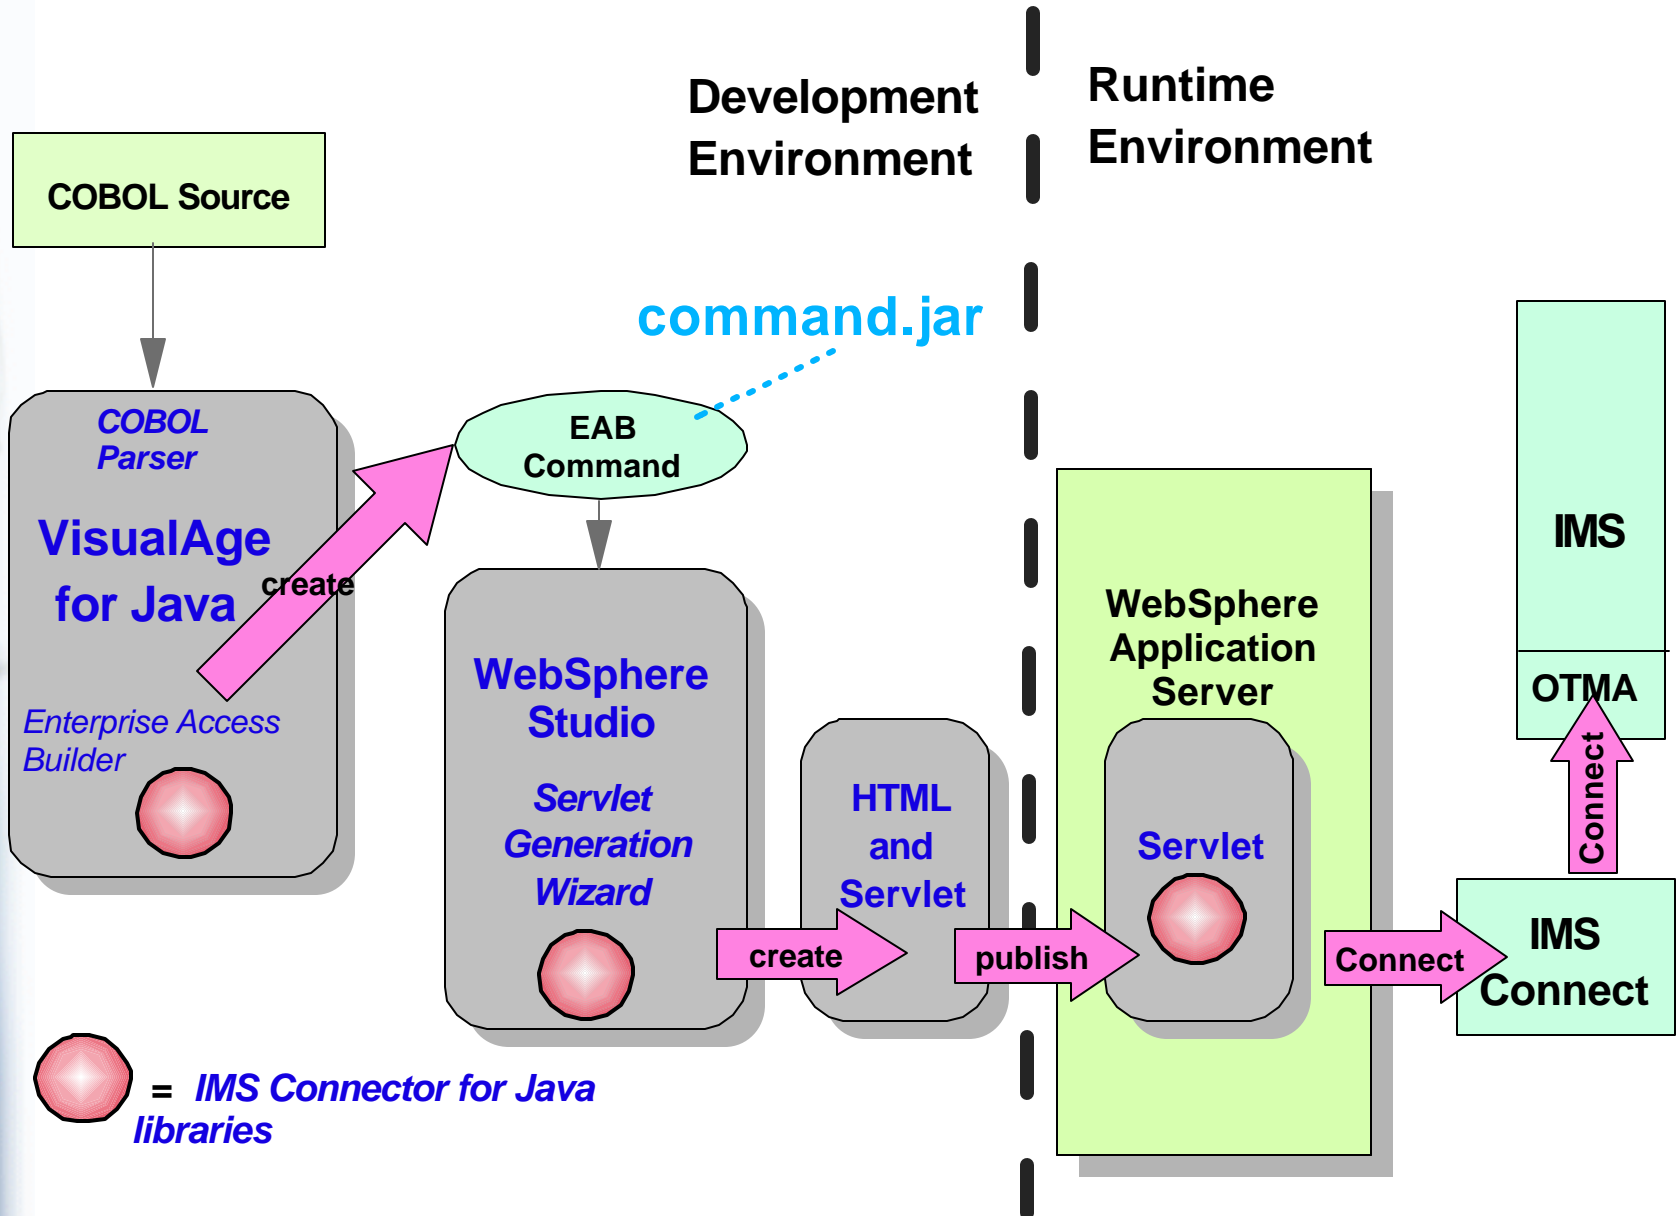 Development
Environment
Runtime
Environment
COBOL Source
command.jar
COBOL
Parser
VisualAge
for Java
create
Enterprise Access
Builder
EAB
Command
WebSphere
Studio
Servlet
Generation
Wizard
create
HTML
and
Servlet
publish
WebSphere
Application
Server
Servlet
Connect
IMS
OTMA
Connect
IMS
Connect
= IMS Connector for Java
libraries